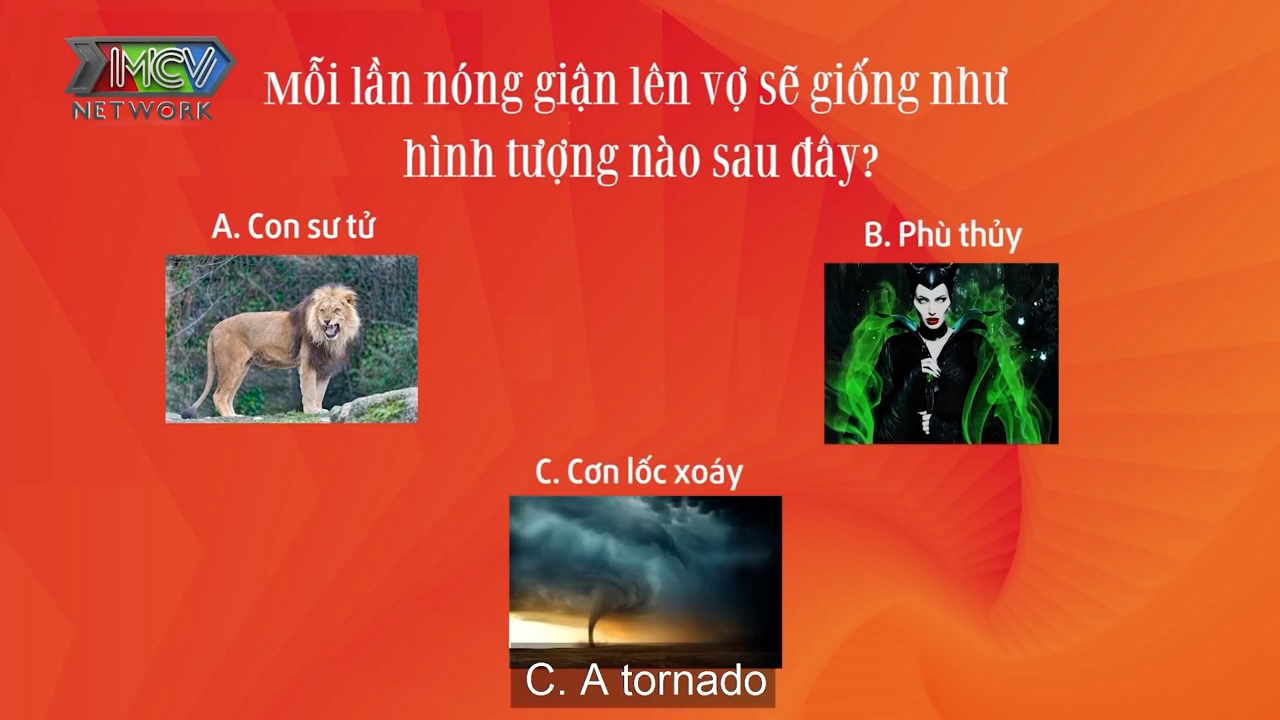 MCV
NETWORK
Mỗi lần nóng giận lên vợ sẽ giống như
hình tượng nào sau đây?
A. Con sư tử
B. Phù thủy
C. Cơn lốc xoáy
C. A tornado